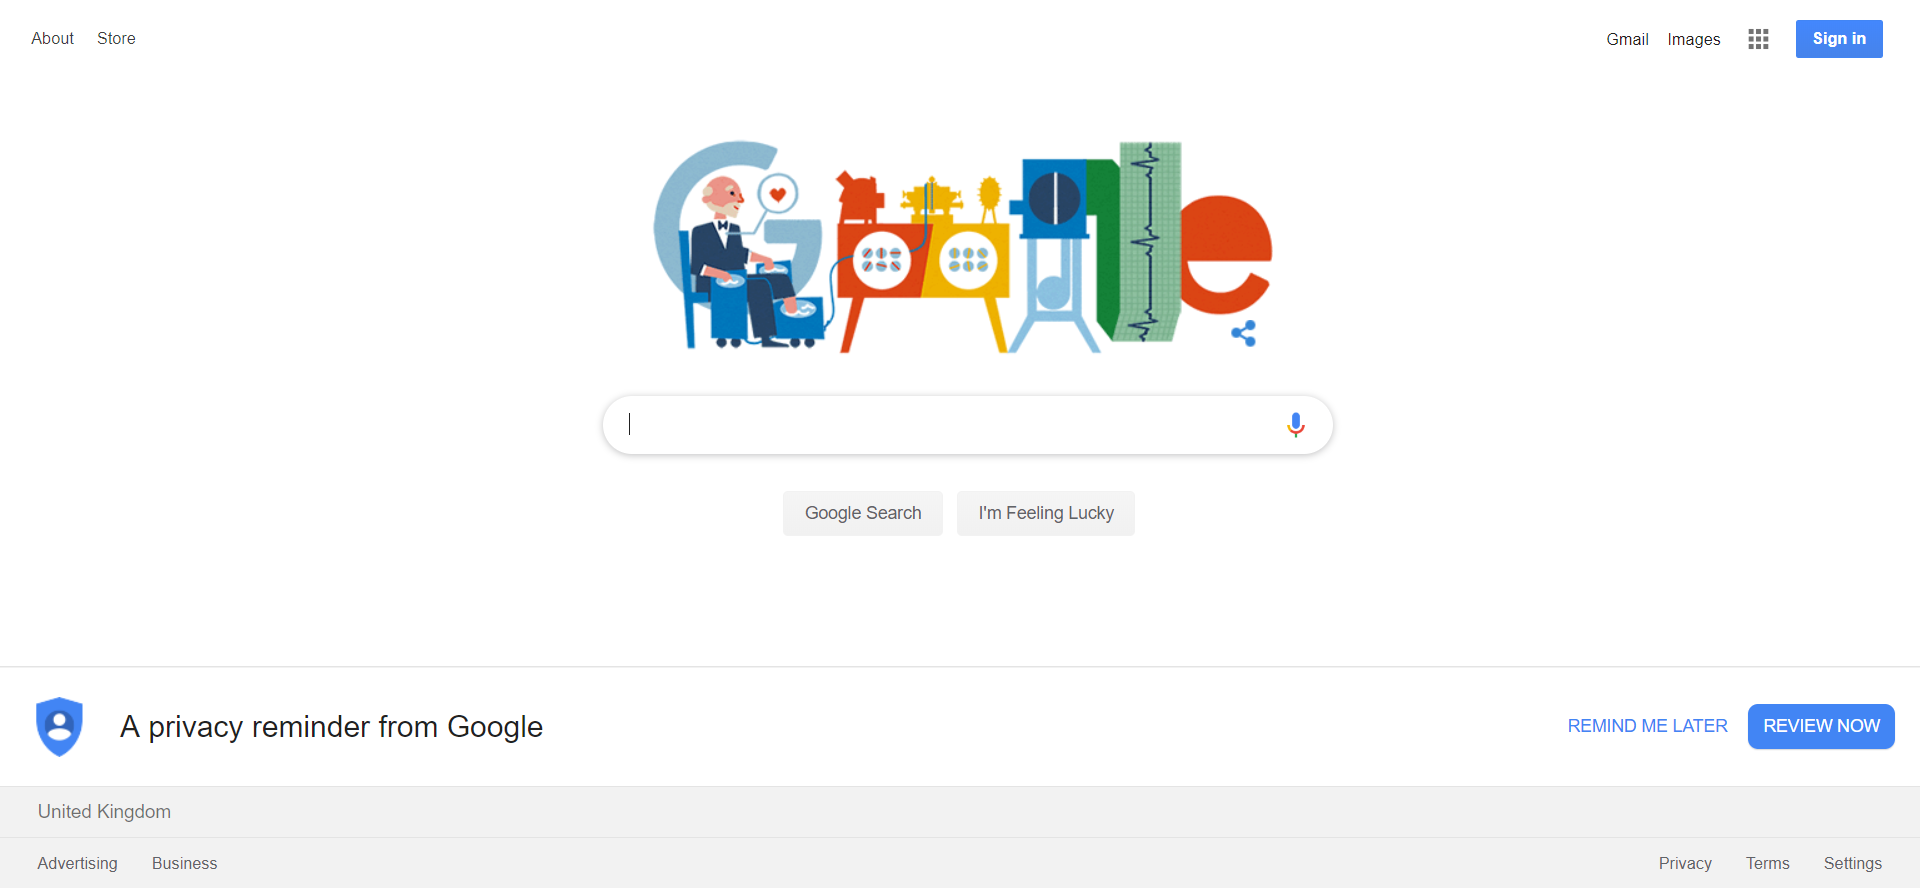 About Store
Gmail Images Sign in
Google Search I'm Feeling Lucky
A privacy reminder from Google
REMIND ME LATER REVIEW NOW
United Kingdom
Advertising Business
Privacy Terms Settings